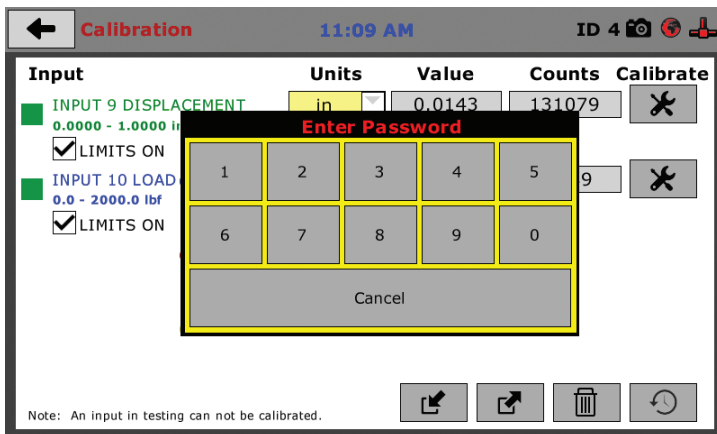 Calibration 11:09 AM ID 4
Input Units Value Counts Calibrate
INPUT 9 DISPLACEMENT in 0.0143 131079
0.0000 - 1.0000 in
LIMITS ON
Enter Password
1 2 3 4 5
INPUT 10 LOAD 9
0.0 - 2000.0 lbf
LIMITS ON
6 7 8 9 0
Cancel
Note: An input in testing can not be calibrated.